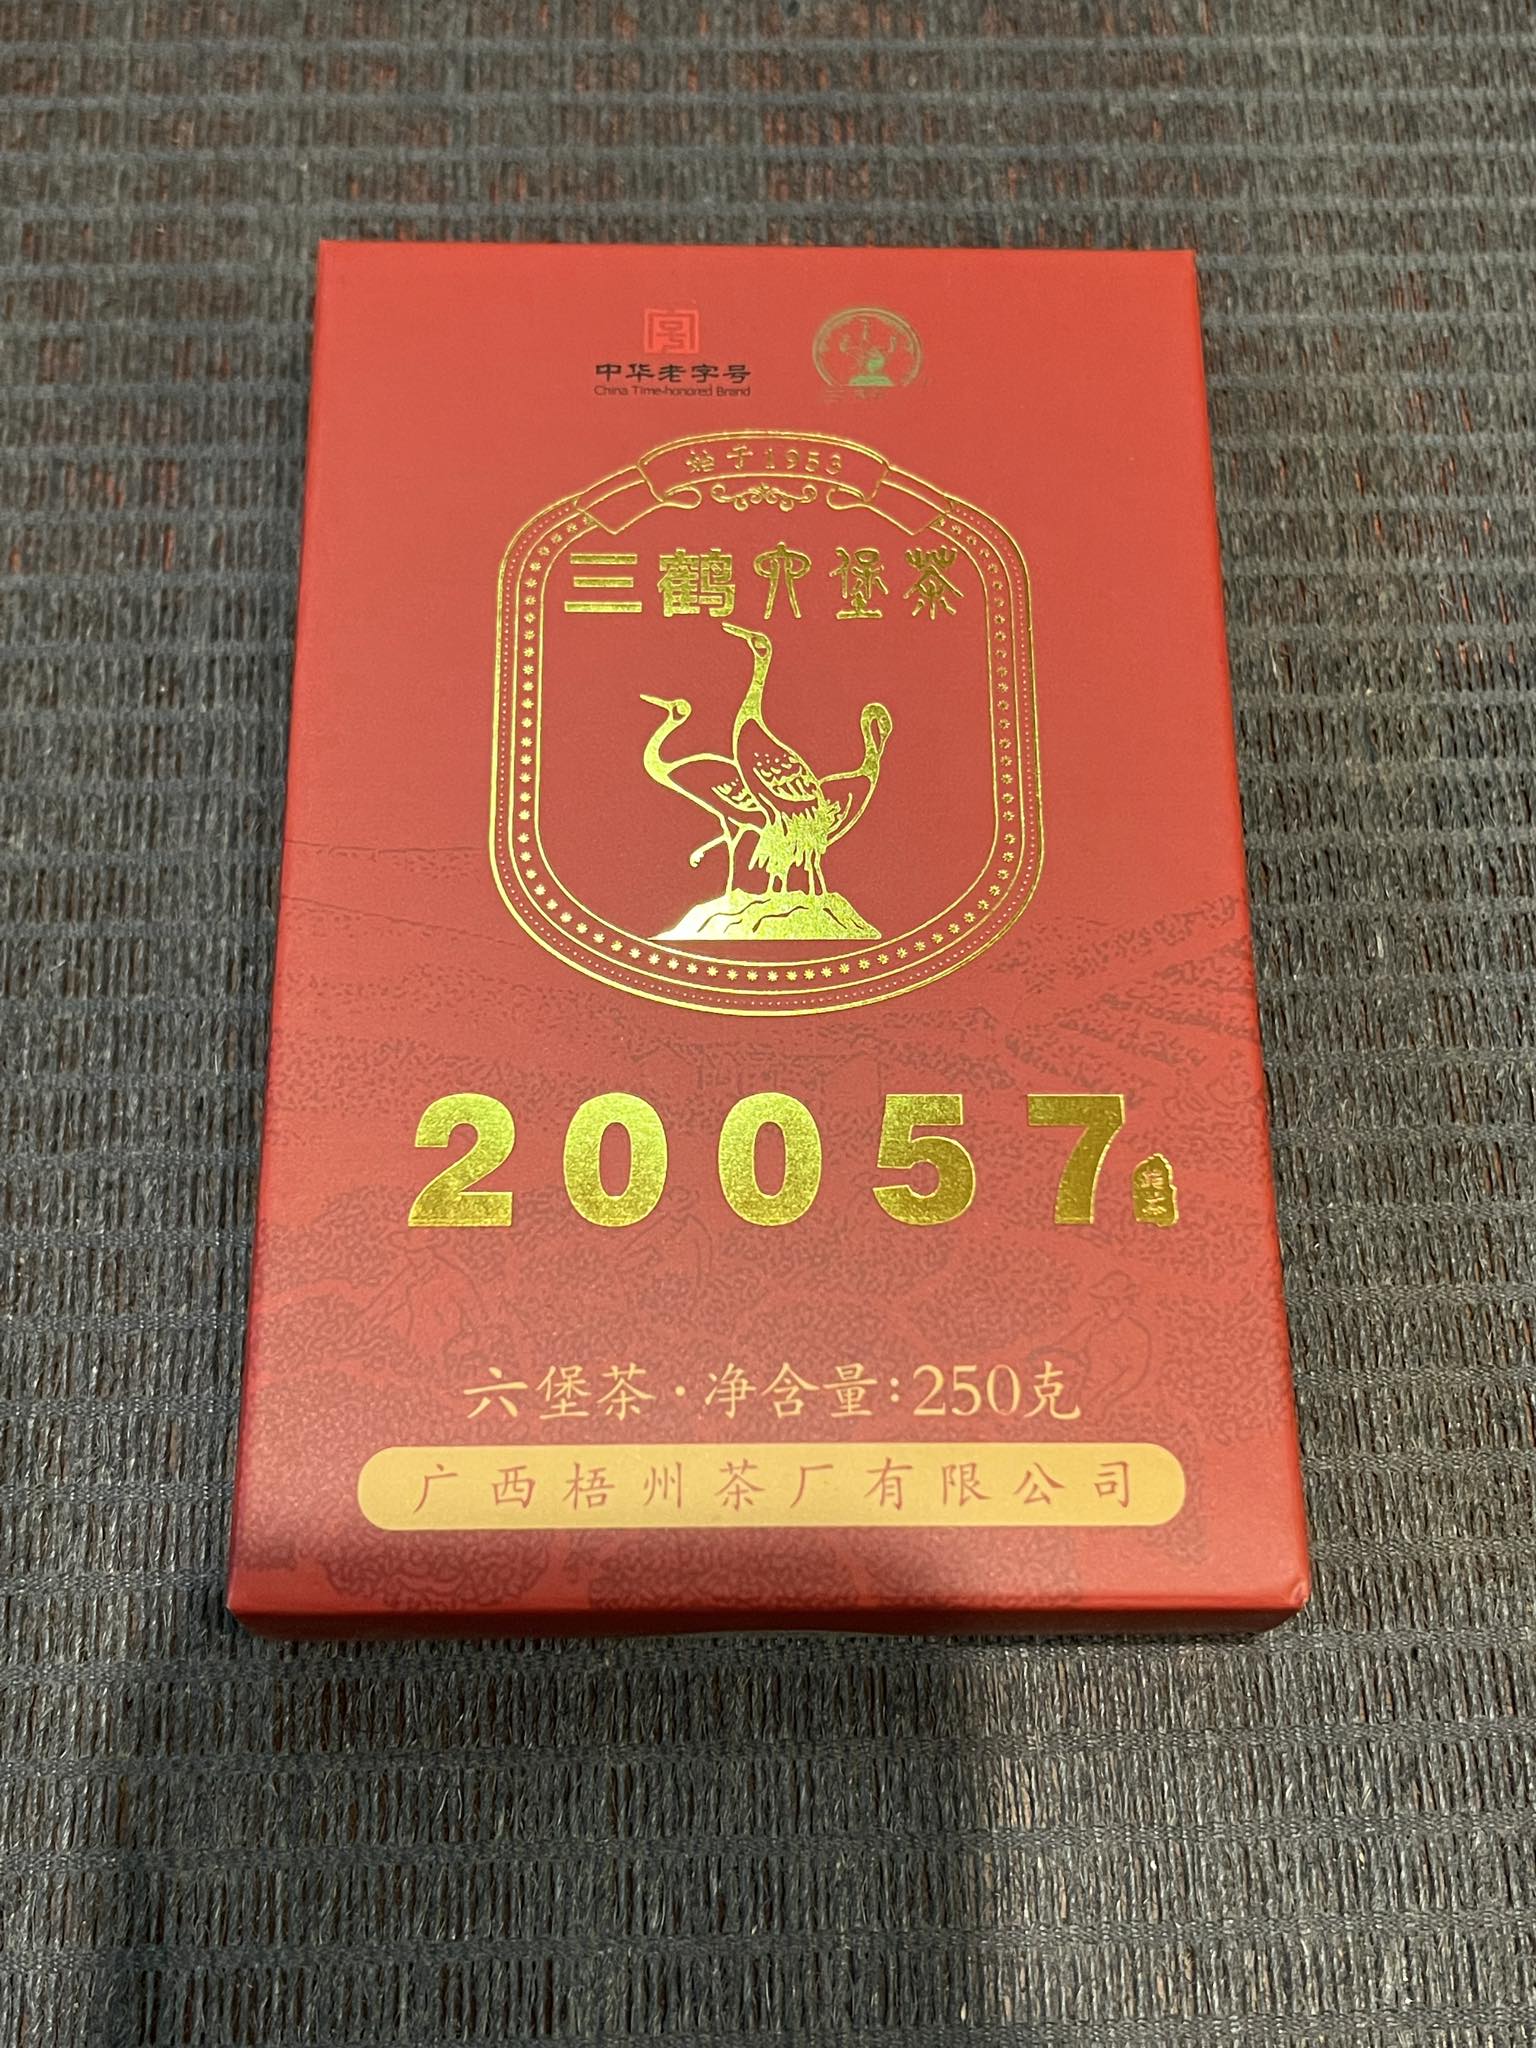 中华老字号
China Time-honored Brand
始于1953
三鹤六堡茶
20057
六堡茶·净含量:250克
广西梧州茶厂有限公司